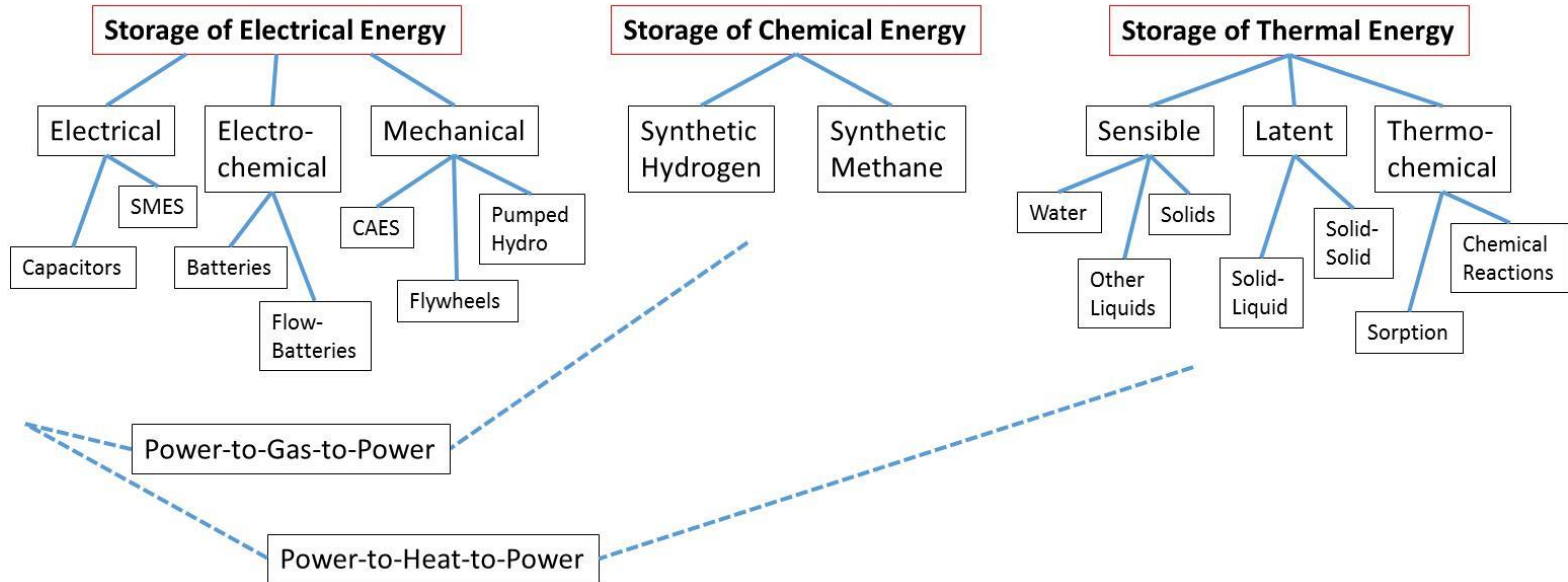 Storage of Electrical Energy
Storage of Chemical Energy
Storage of Thermal Energy
Electrical
Electro-
chemical
Mechanical
SMES
Capacitors
Batteries
Flow-
Batteries
CAES
Flywheels
Pumped
Hydro
Synthetic
Hydrogen
Synthetic
Methane
Sensible
Latent
Thermo-
chemical
Water
Other
Liquids
Solids
Solid-
Liquid
Solid-
Solid
Sorption
Chemical
Reactions
Power-to-Gas-to-Power
Power-to-Heat-to-Power